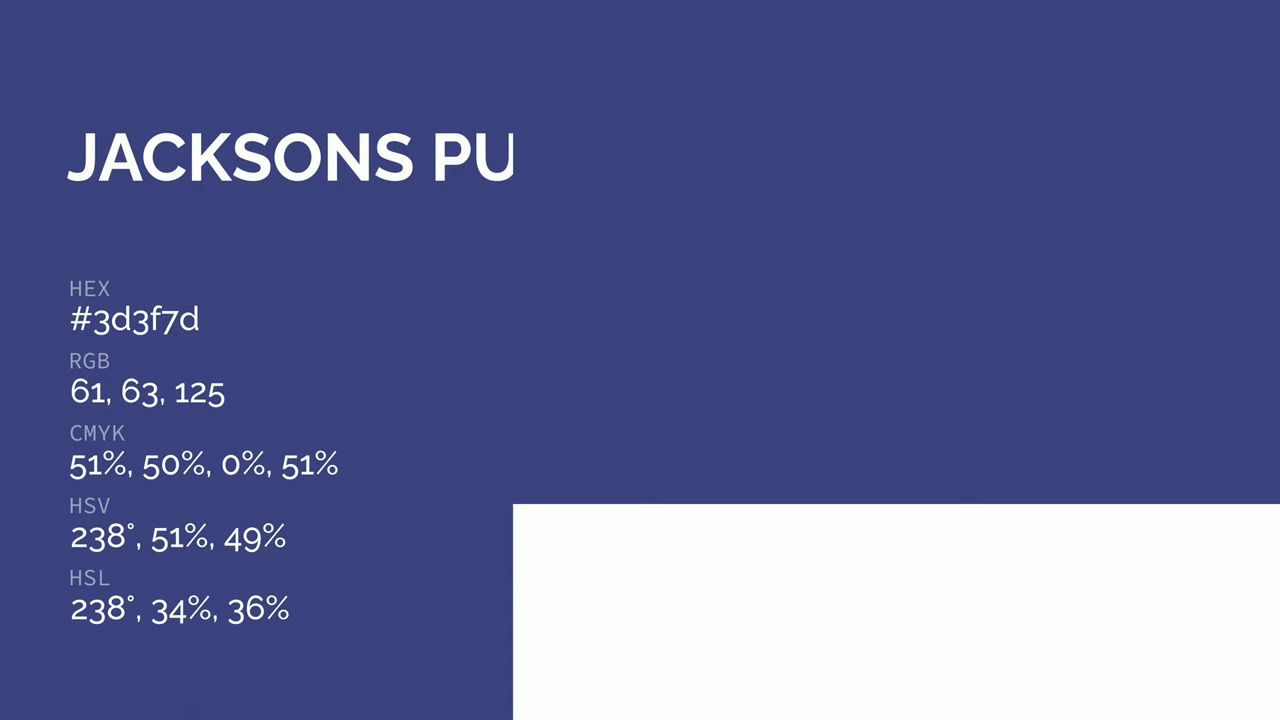 JACKSONS PU
HEX
#3d3f7d
RGB
61, 63, 125
CMYK
51%, 50%, 0%, 51%
HSV
238°, 51%, 49%
HSL
238°, 34%, 36%